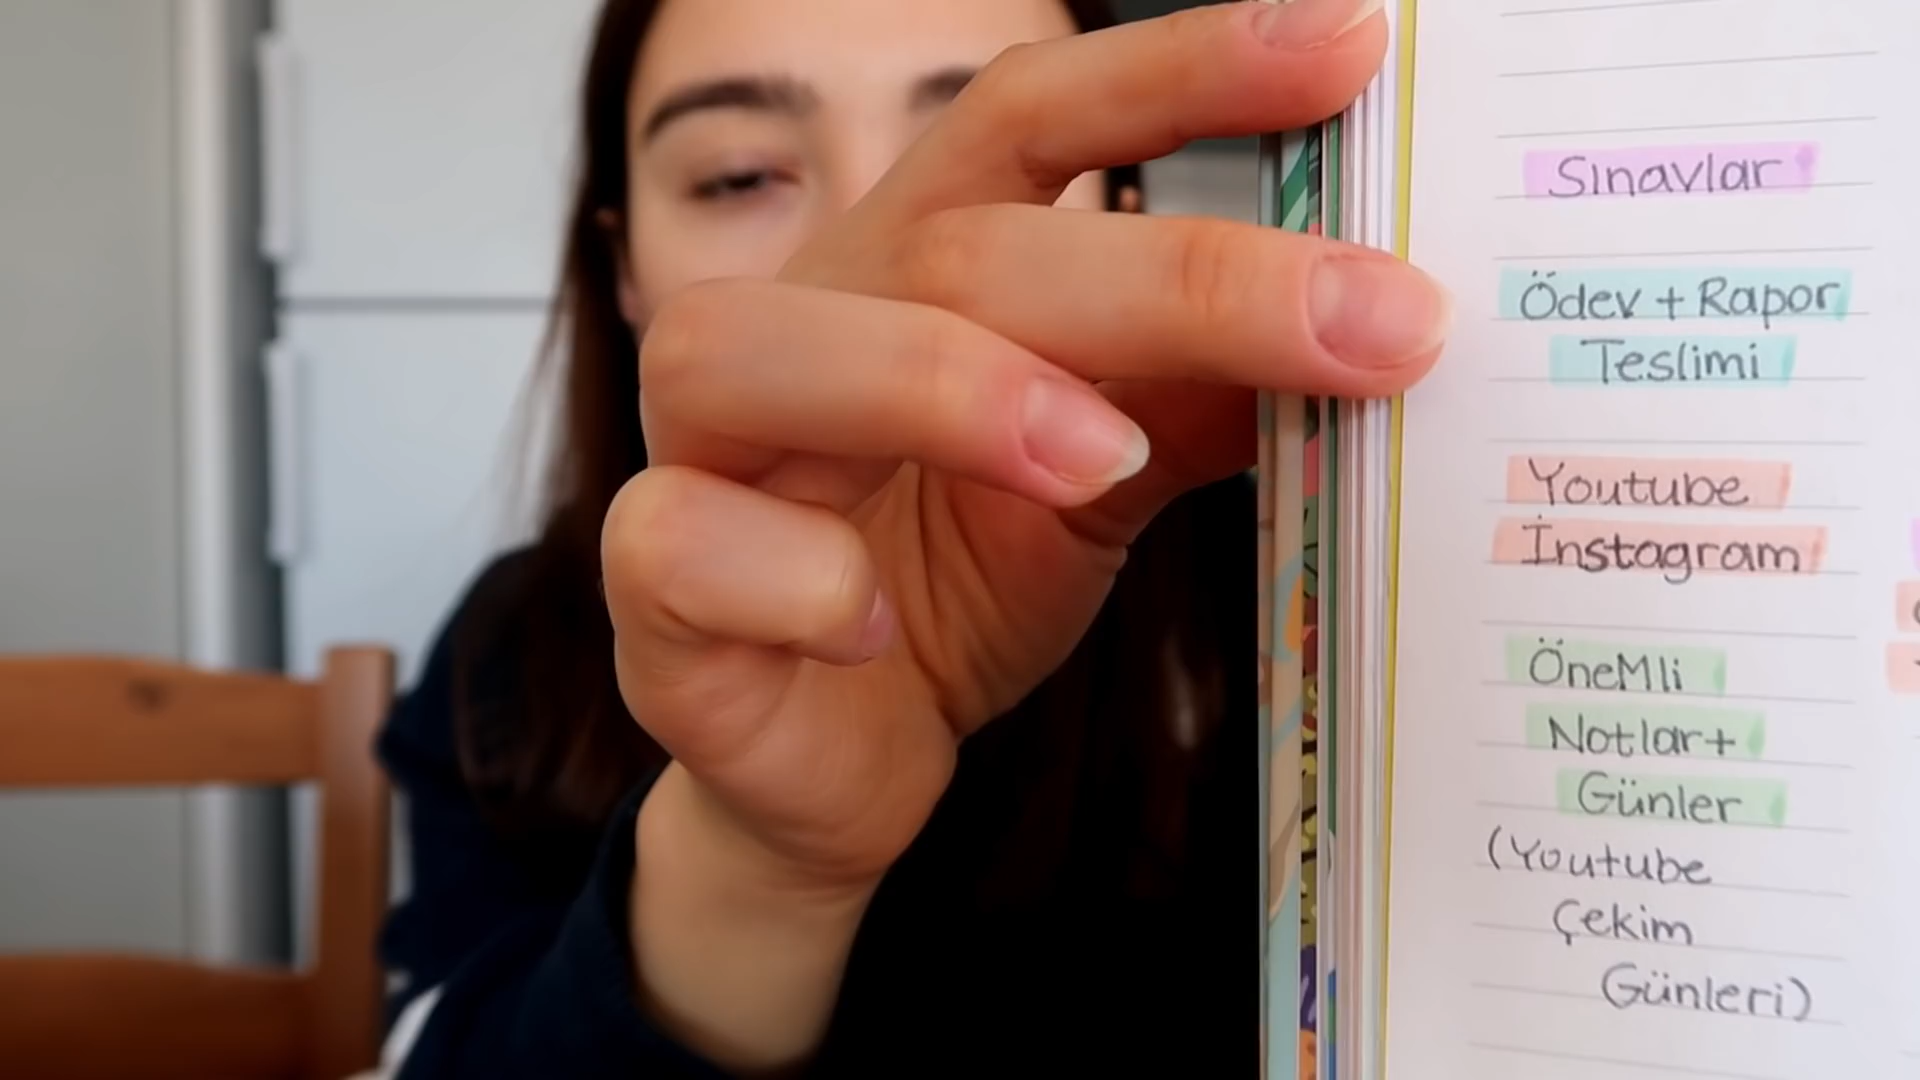 Sınavlar
Ödev + Rapor
Teslimi
Youtube
İnstagram
ÖneMli
Notlar+
Günler
(Youtube
Çekim
Günleri)